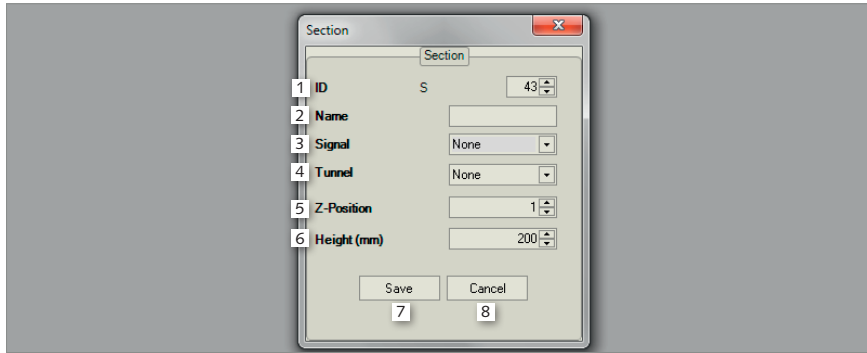 Section
Section
1 ID S 43
2 Name
3 Signal None
4 Tunnel None
5 Z-Position 1
6 Height (mm) 200
Save Cancel
7 8